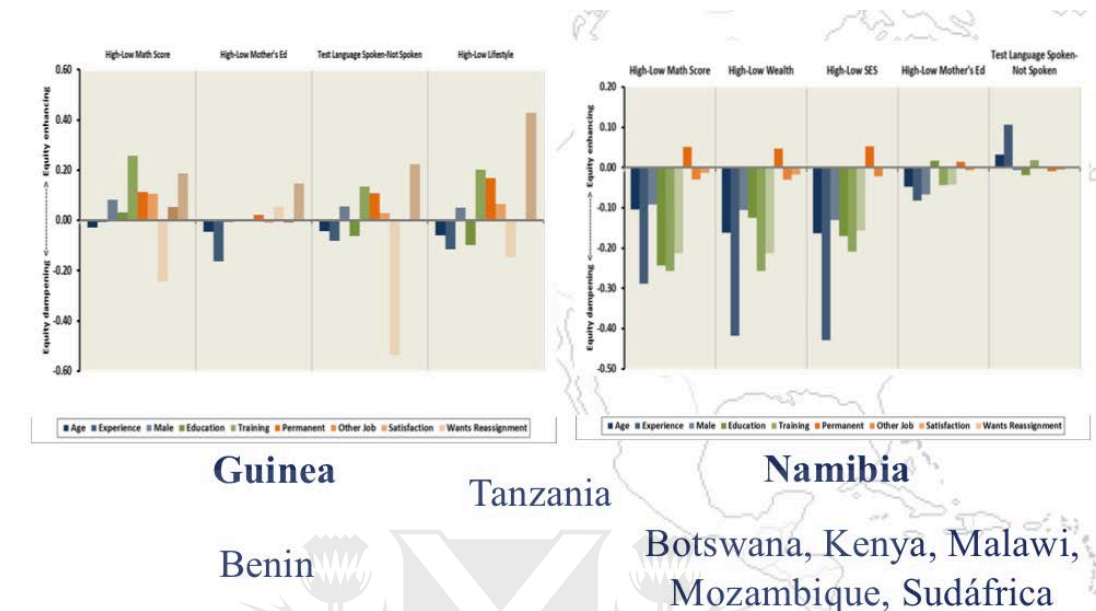 High-Low Math Score High-Low Mother's Ed Test Language Spoken-Not Spoken High-Low Lifestyle
0.60
0.40
0.20
0.00
-0.20
-0.40
-0.60
Equity dampening <----------------> Equity enhancing
Age Experience Male Education Training Permanent Other Job Satisfaction Wants Reassignment
High-Low Math Score High-Low Wealth High-Low SES High-Low Mother's Ed Test Language Spoken-
Not Spoken
0.20
0.10
0.00
-0.10
-0.20
-0.30
-0.40
-0.50
Equity dampening <----------------> Equity enhancing
Age Experience Male Education Training Permanent Other Job Satisfaction Wants Reassignment
Guinea
Namibia
Tanzania
Benin
Botswana, Kenya, Malawi,
Mozambique, Sudáfrica